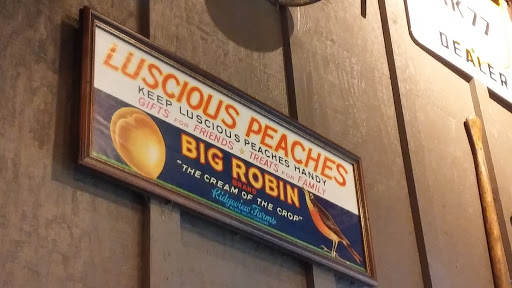 LUSCIOUS PEACHES
KEEP LUSCIOUS PEACHES HANDY
GIFTS FOR FRIENDS + TREATS FOR FAMILY
BIG ROBIN
BRAND
"THE CREAM OF THE CROP"
Ridgeview Farms
77
DEALER